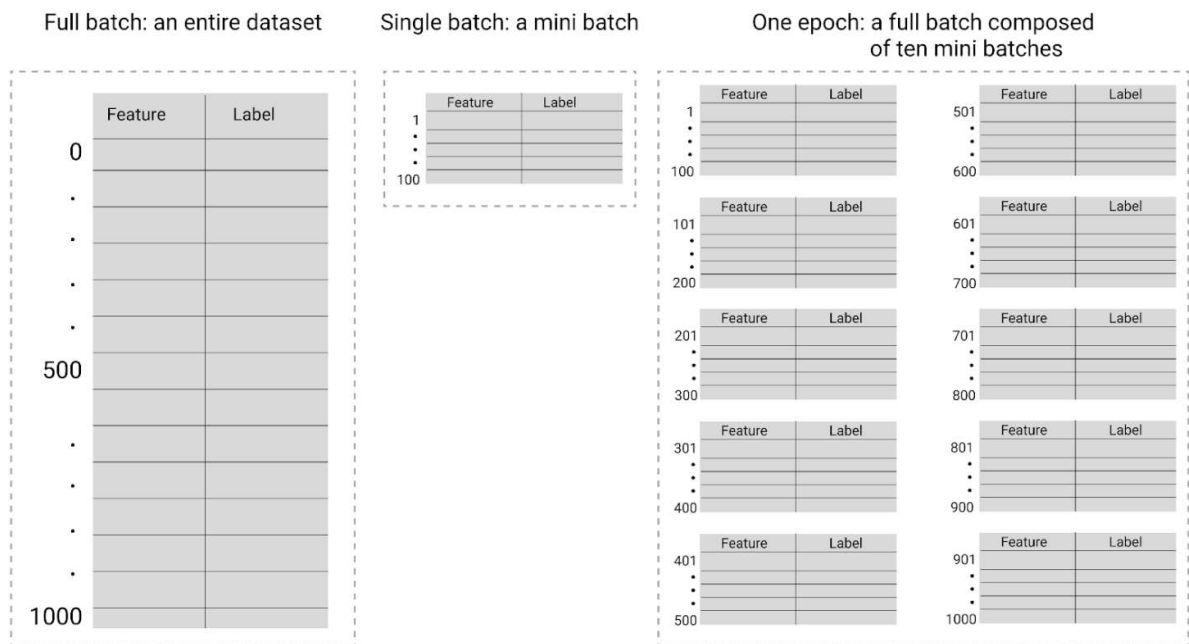 Full batch: an entire dataset
Feature Label
0
500
1000
Single batch: a mini batch
Feature Label
1
100
One epoch: a full batch composed
of ten mini batches
Feature Label
1
100
Feature Label
101
200
Feature Label
201
300
Feature Label
301
400
Feature Label
401
500
Feature Label
501
600
Feature Label
601
700
Feature Label
701
800
Feature Label
801
900
Feature Label
901
1000